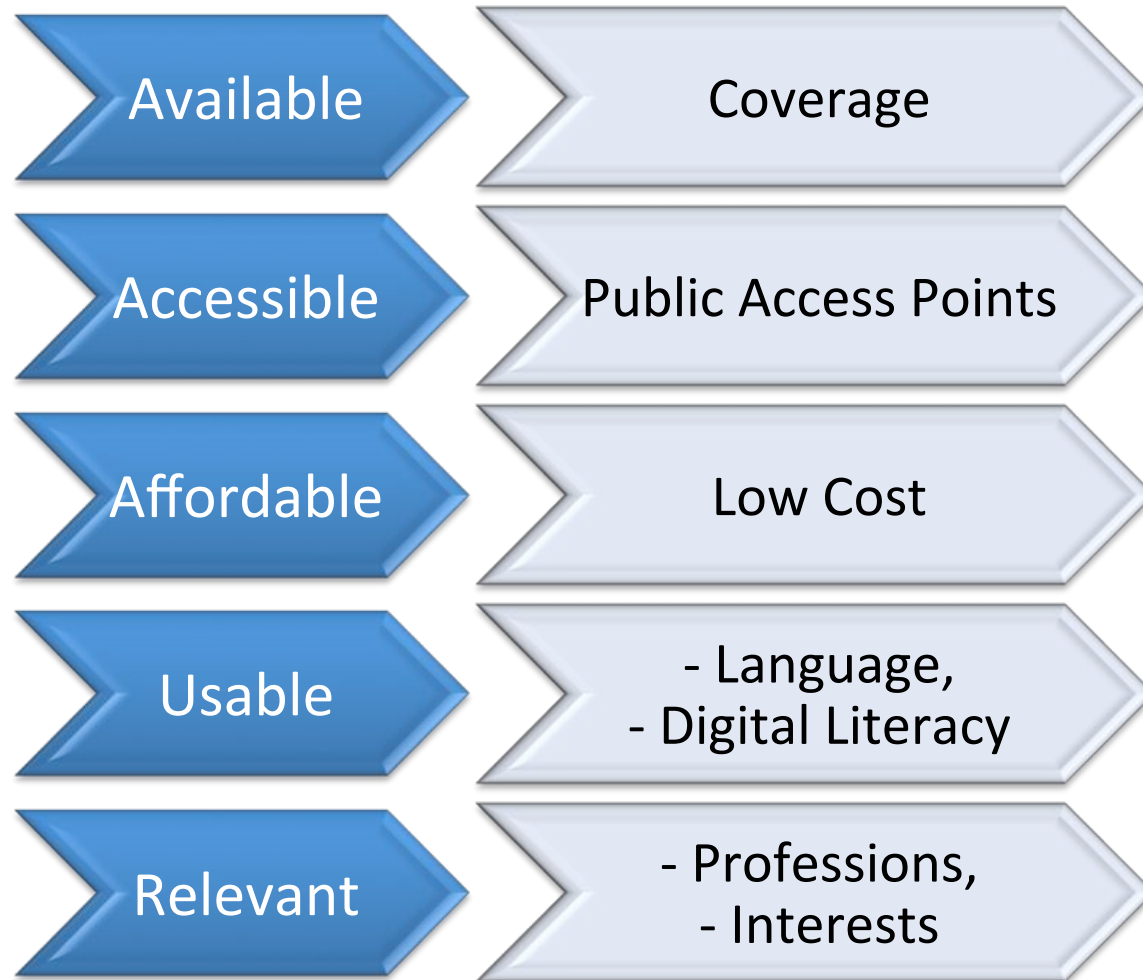 Available
Coverage
Accessible
Public Access Points
Affordable
Low Cost
Usable
- Language,
- Digital Literacy
Relevant
- Professions,
- Interests